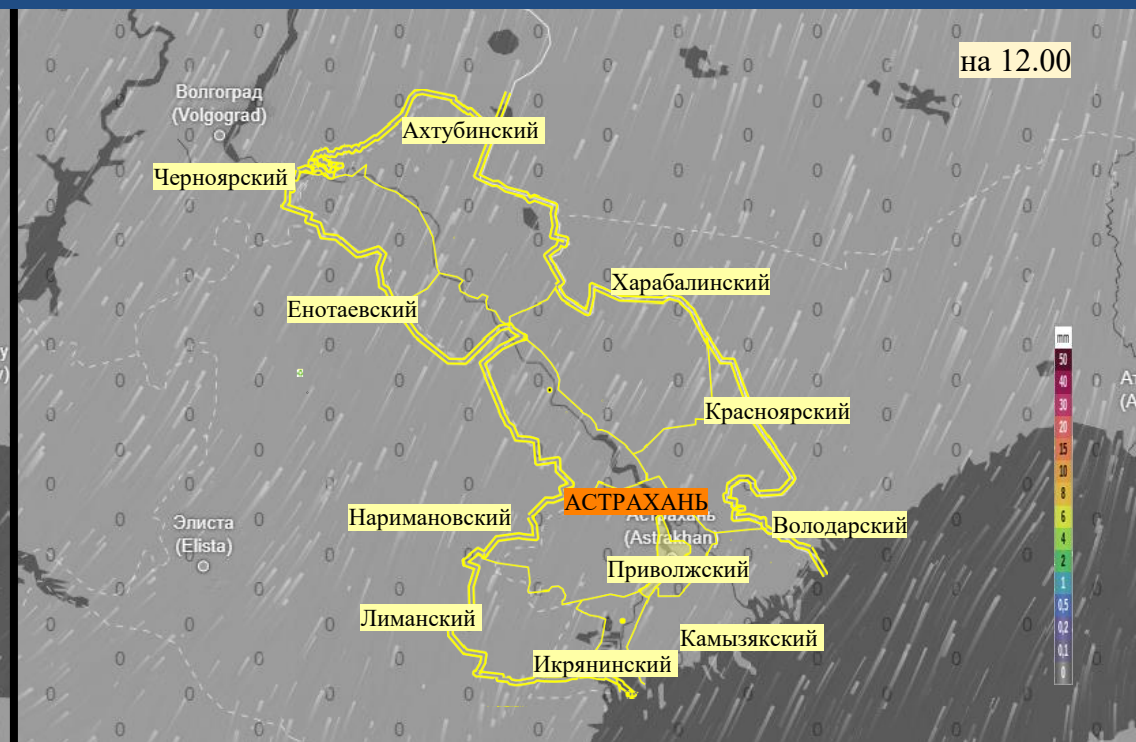 на 12.00
Волгоград
(Volgograd)
Ахтубинский
Черноярский
Харабалинский
Енотаевский
mm
50
40
30
20
15
10
8
6
4
2
1
0,5
0,2
0,1
0
Красноярский
АСТРАХАНЬ
Астрахань
(Astrakhan)
Наримановский
Элиста
(Elista)
Володарский
Приволжский
Лиманский
Камызякский
Икрянинский